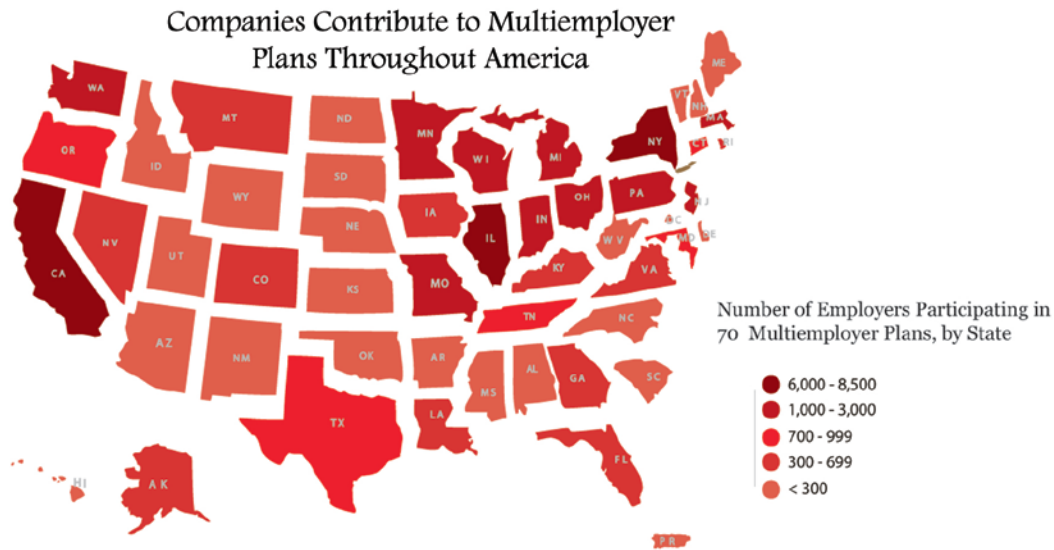 Companies Contribute to Multiemployer
Plans Throughout America
ME
WA
VT
NH
MT
ND
MN
MA
OR
WI
MI
NY
CT
RI
ID
SD
WY
PA
OH
NJ
IA
IN
NE
DC
DE
NV
IL
WV
MD
UT
CO
KY
VA
CA
KS
MO
TN
NC
AZ
NM
OK
AR
AL
GA
SC
MS
LA
TX
FL
HI
AK
PR
Number of Employers Participating in
70 Multiemployer Plans, by State
6,000 - 8,500
1,000 - 3,000
700 - 999
300 - 699
< 300